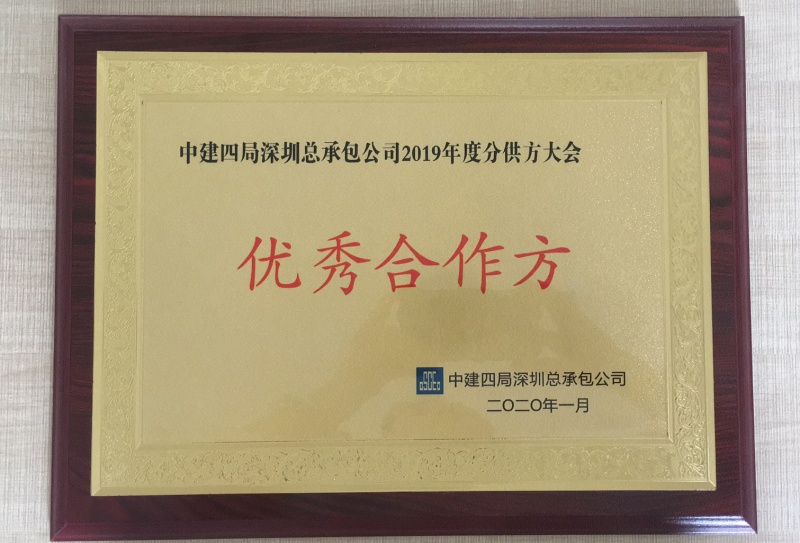 中建四局深圳总承包公司2019年度分供方大会
优秀合作方
中建四局深圳总承包公司
二〇二〇年一月